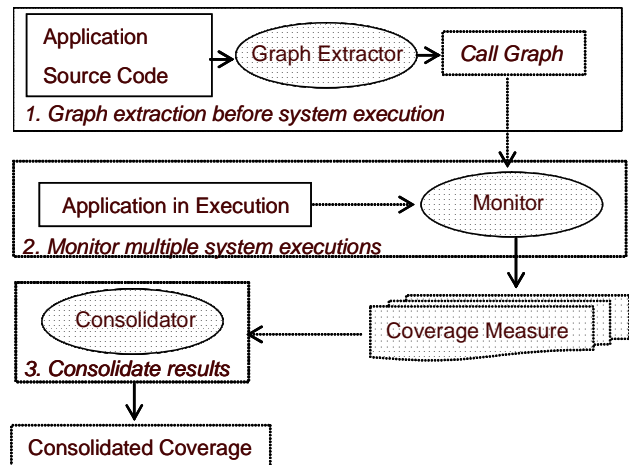 Application
Source Code
Graph Extractor
Call Graph
1. Graph extraction before system execution
Application in Execution
Monitor
2. Monitor multiple system executions
Consolidator
Coverage Measure
3. Consolidate results
Consolidated Coverage